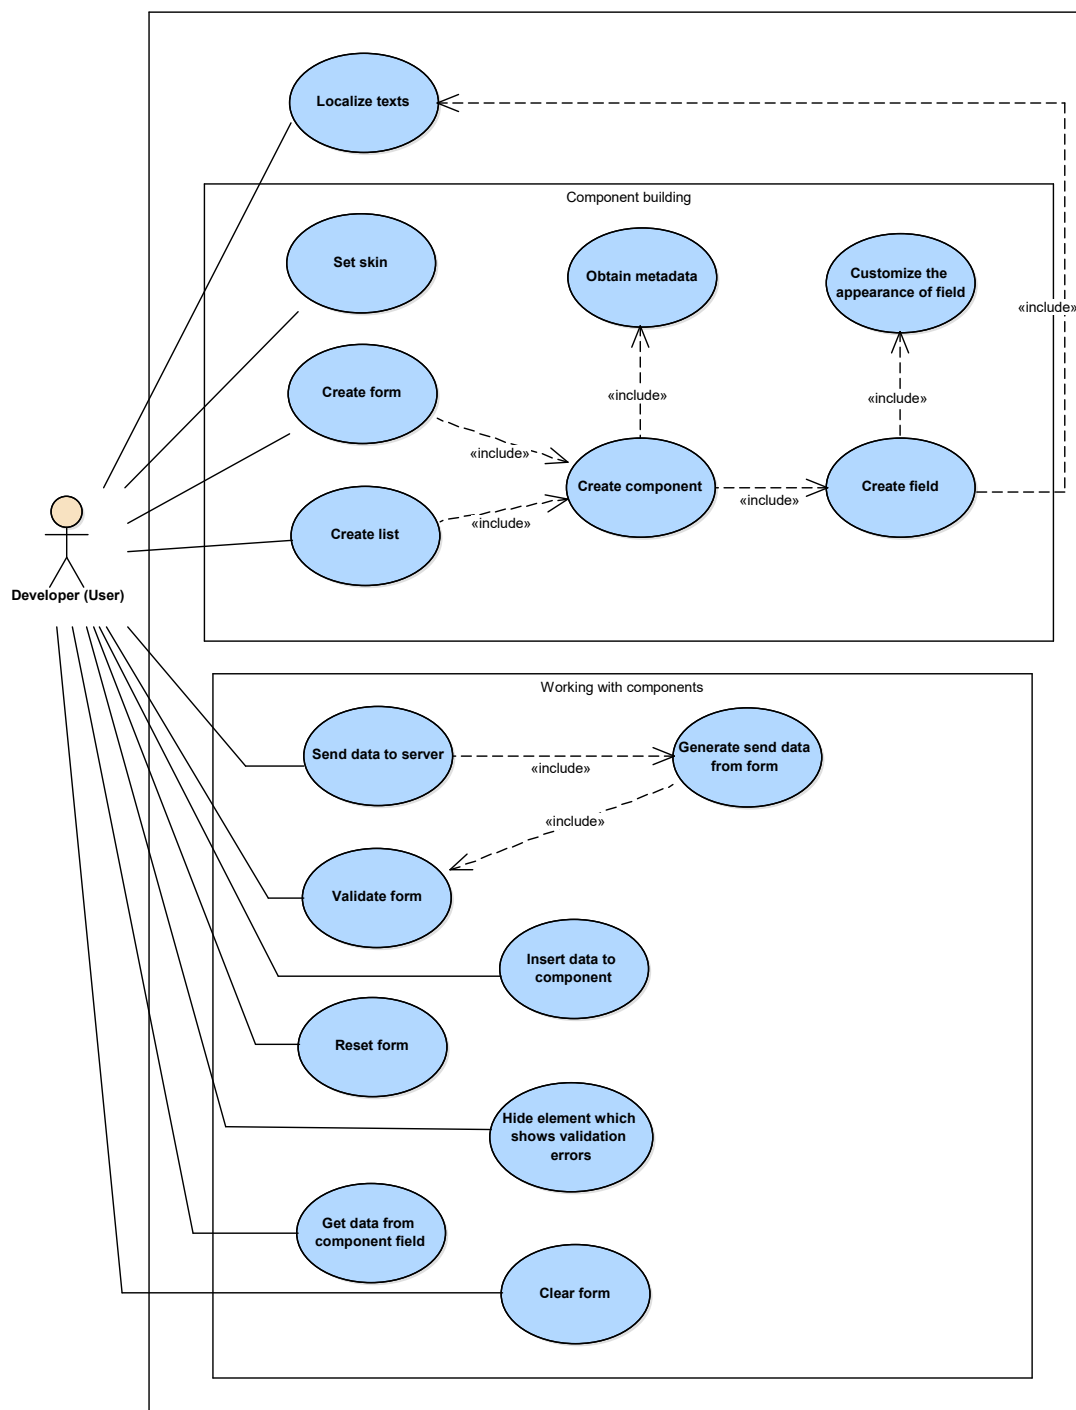 Localize texts
Component building
Set skin
Obtain metadata
Customize the
appearance of field
«include»
Create form
«include»
«include»
«include»
Create component
«include»
Create field
Create list
«include»
Developer (User)
Working with components
Send data to server
«include»
Generate send data
from form
«include»
Validate form
Insert data to
component
Reset form
Hide element which
shows validation
errors
Get data from
component field
Clear form